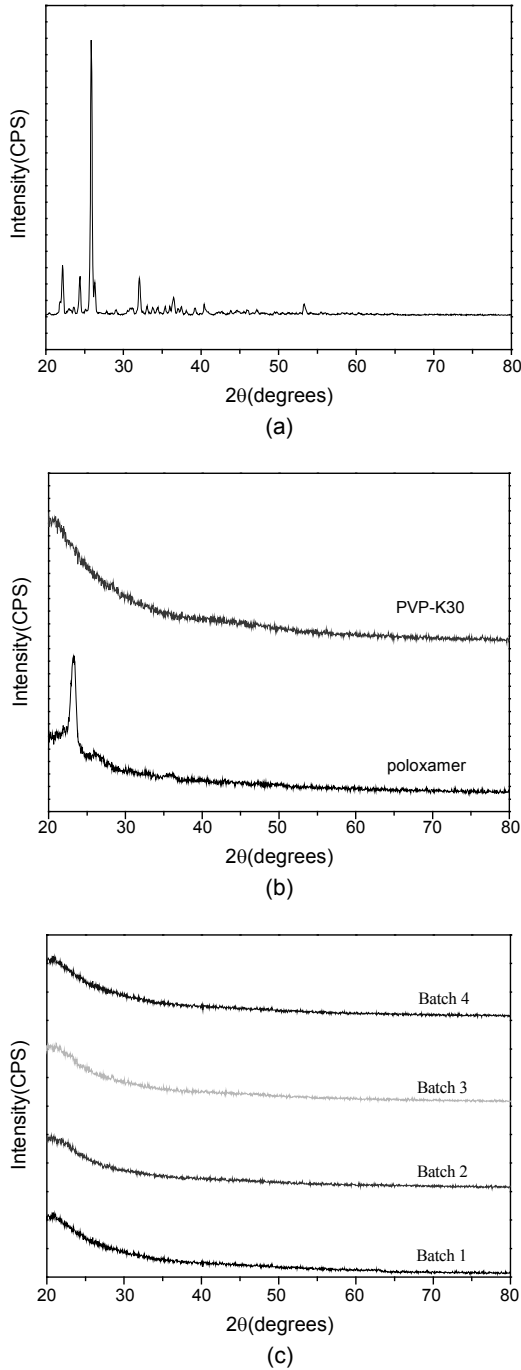 Intensity(CPS)
20 30 40 50 60 70 80
2θ(degrees)
(a)
Intensity(CPS)
PVP-K30
poloxamer
20 30 40 50 60 70 80
2θ(degrees)
(b)
Intensity(CPS)
Batch 4
Batch 3
Batch 2
Batch 1
20 30 40 50 60 70 80
2θ(degrees)
(c)